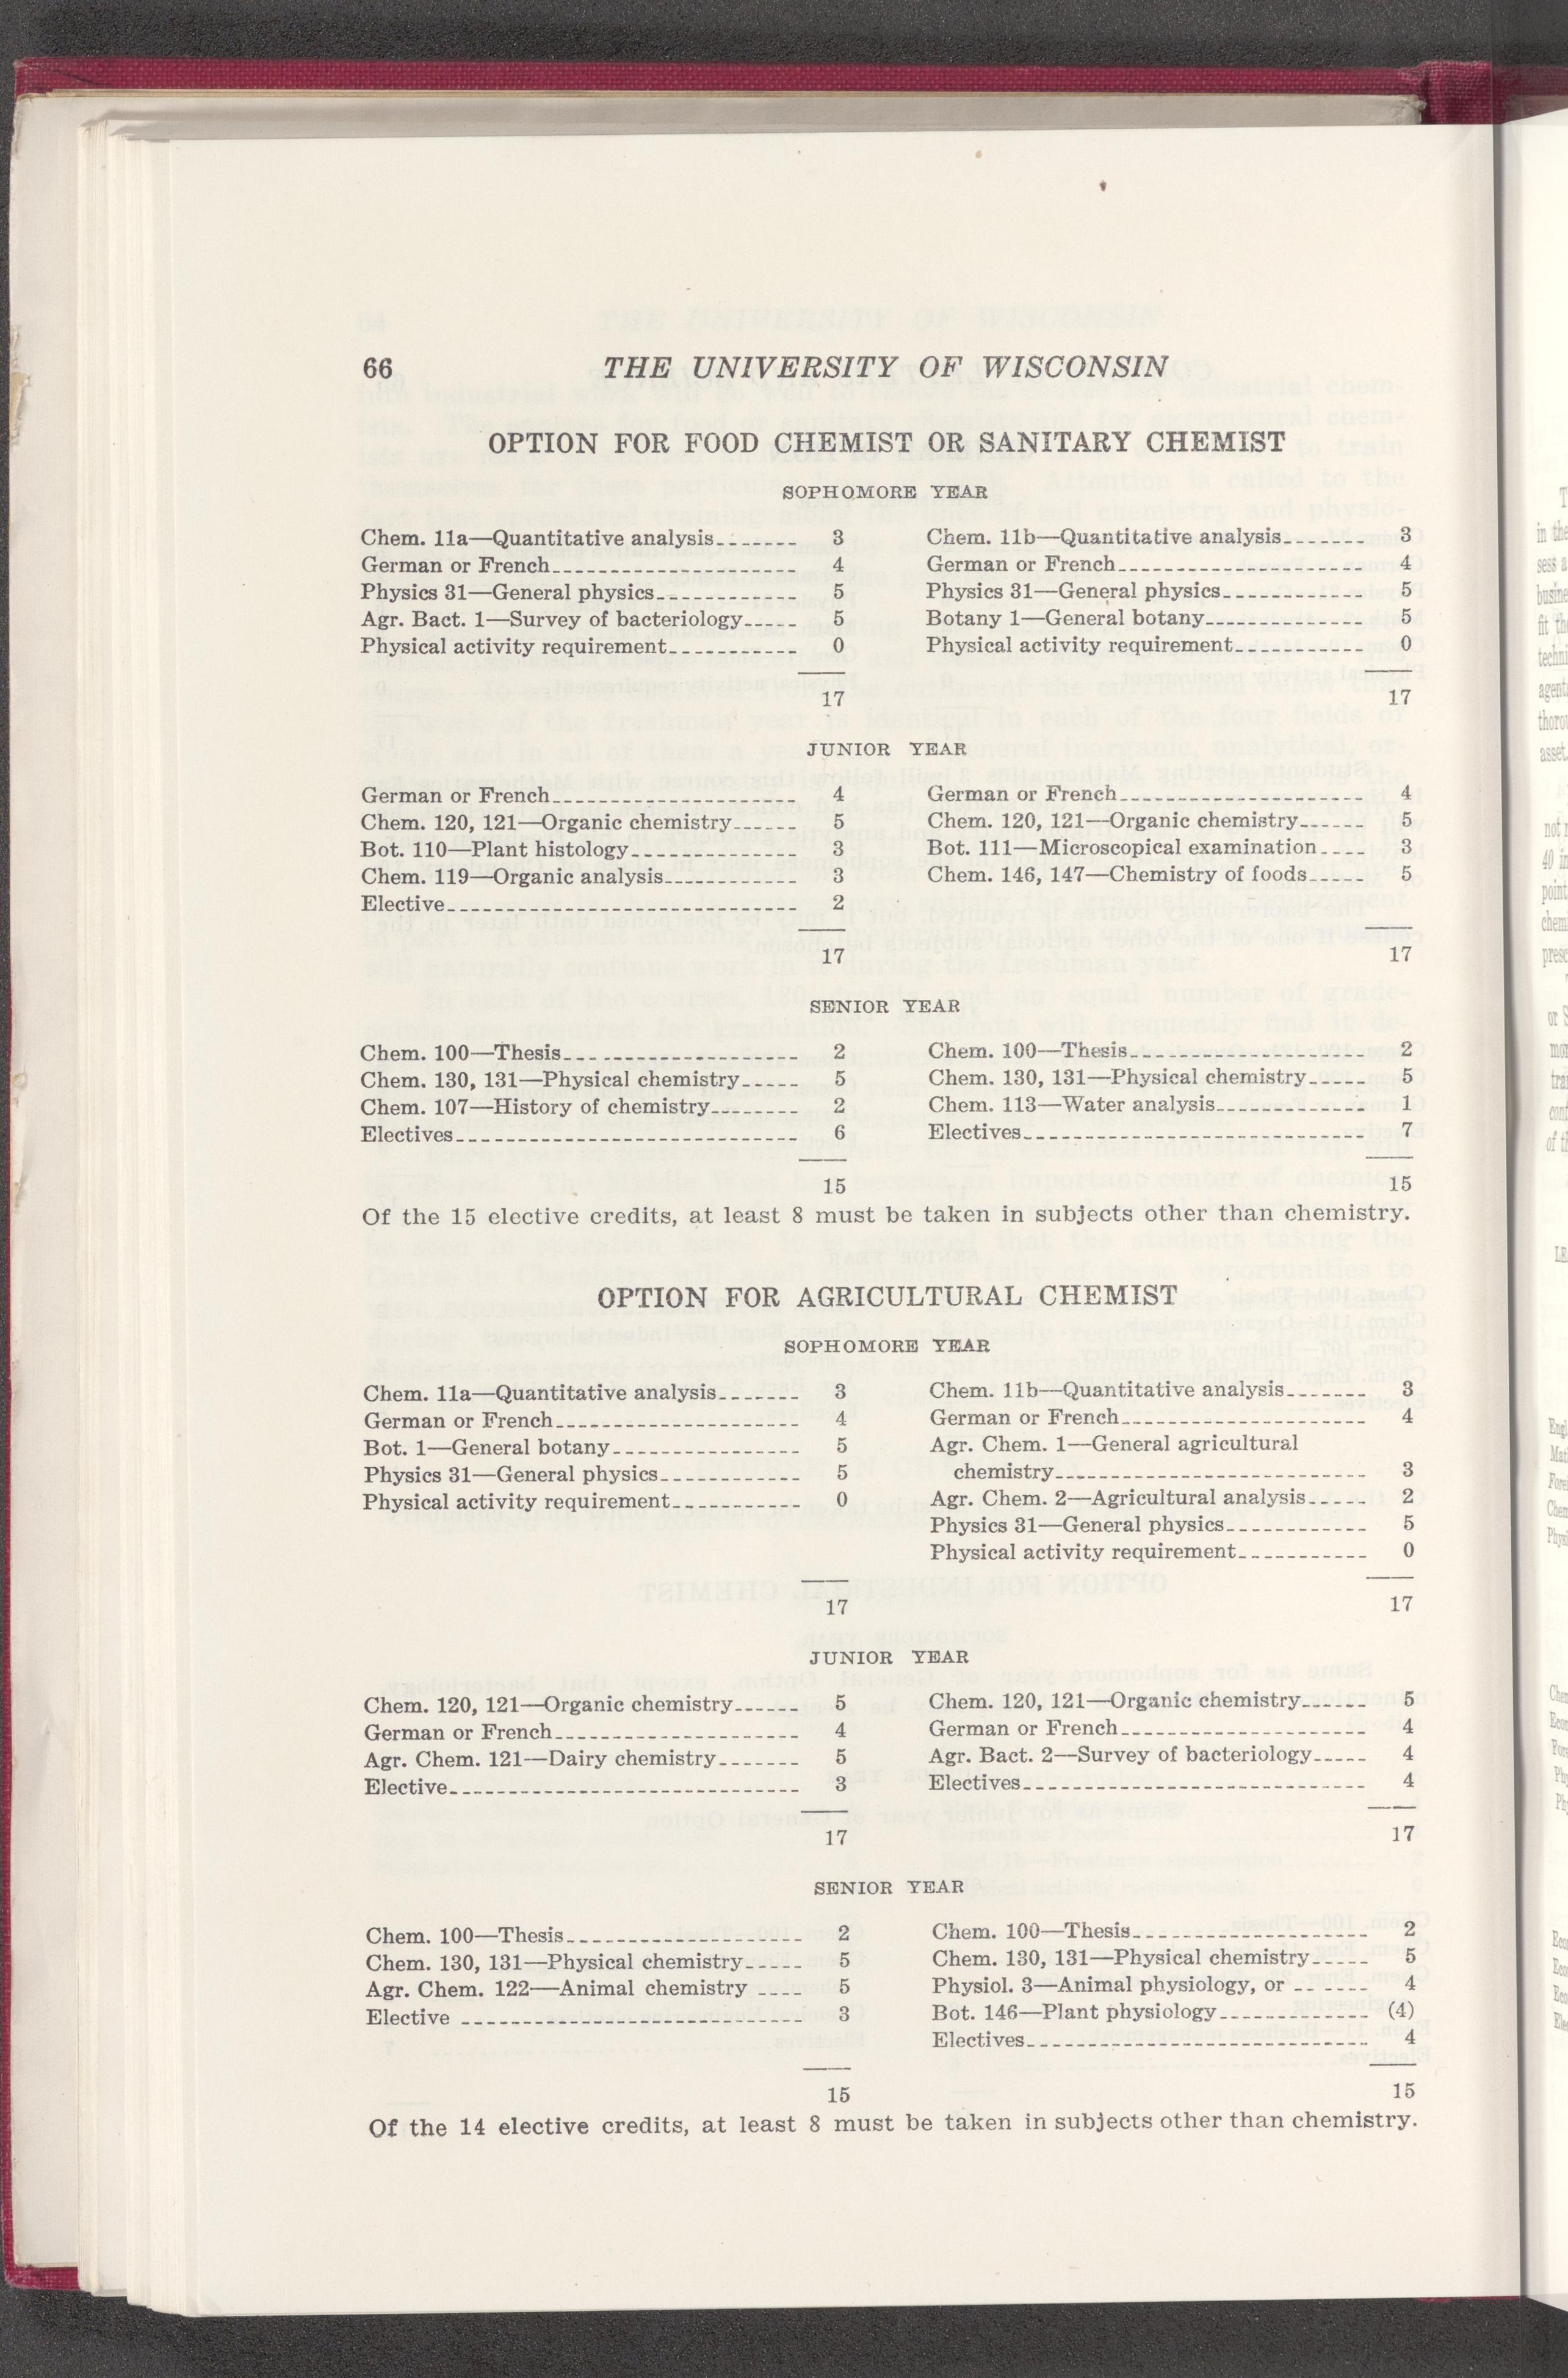 66 THE UNIVERSITY OF WISCONSIN
OPTION FOR FOOD CHEMIST OR SANITARY CHEMIST
SOPHOMORE YEAR
Chem. 11a—Quantitative analysis 3
German or French 4
Physics 31—General physics 5
Agr. Bact. 1—Survey of bacteriology 5
Physical activity requirement 0
17
Chem. 11b—Quantitative analysis 3
German or French 4
Physics 31—General physics 5
Botany 1—General botany 5
Physical activity requirement 0
17
JUNIOR YEAR
German or French 4
Chem. 120, 121—Organic chemistry 5
Bot. 110—Plant histology 3
Chem. 119—Organic analysis 3
Elective 2
17
German or French 4
Chem. 120, 121—Organic chemistry 5
Bot. 111—Microscopical examination 3
Chem. 146, 147—Chemistry of foods 5
17
SENIOR YEAR
Chem. 100—Thesis 2
Chem. 130, 131—Physical chemistry 5
Chem. 107—History of chemistry 2
Electives 6
15
Chem. 100—Thesis 2
Chem. 130, 131—Physical chemistry 5
Chem. 113—Water analysis 1
Electives 7
15
Of the 15 elective credits, at least 8 must be taken in subjects other than chemistry.
OPTION FOR AGRICULTURAL CHEMIST
SOPHOMORE YEAR
Chem. 11a—Quantitative analysis 3
German or French 4
Bot. 1—General botany 5
Physics 31—General physics 5
Physical activity requirement 0
17
Chem. 11b—Quantitative analysis 3
German or French 4
Agr. Chem. 1—General agricultural
chemistry 3
Agr. Chem. 2—Agricultural analysis 2
Physics 31—General physics 5
Physical activity requirement 0
17
JUNIOR YEAR
Chem. 120, 121—Organic chemistry 5
German or French 4
Agr. Chem. 121—Dairy chemistry 5
Elective 3
17
Chem. 120, 121—Organic chemistry 5
German or French 4
Agr. Bact. 2—Survey of bacteriology 4
Electives 4
17
SENIOR YEAR
Chem. 100—Thesis 2
Chem. 130, 131—Physical chemistry 5
Agr. Chem. 122—Animal chemistry 5
Elective 3
15
Chem. 100—Thesis 2
Chem. 130, 131—Physical chemistry 5
Physiol. 3—Animal physiology, or 4
Bot. 146—Plant physiology (4)
Electives 4
15
Of the 14 elective credits, at least 8 must be taken in subjects other than chemistry.